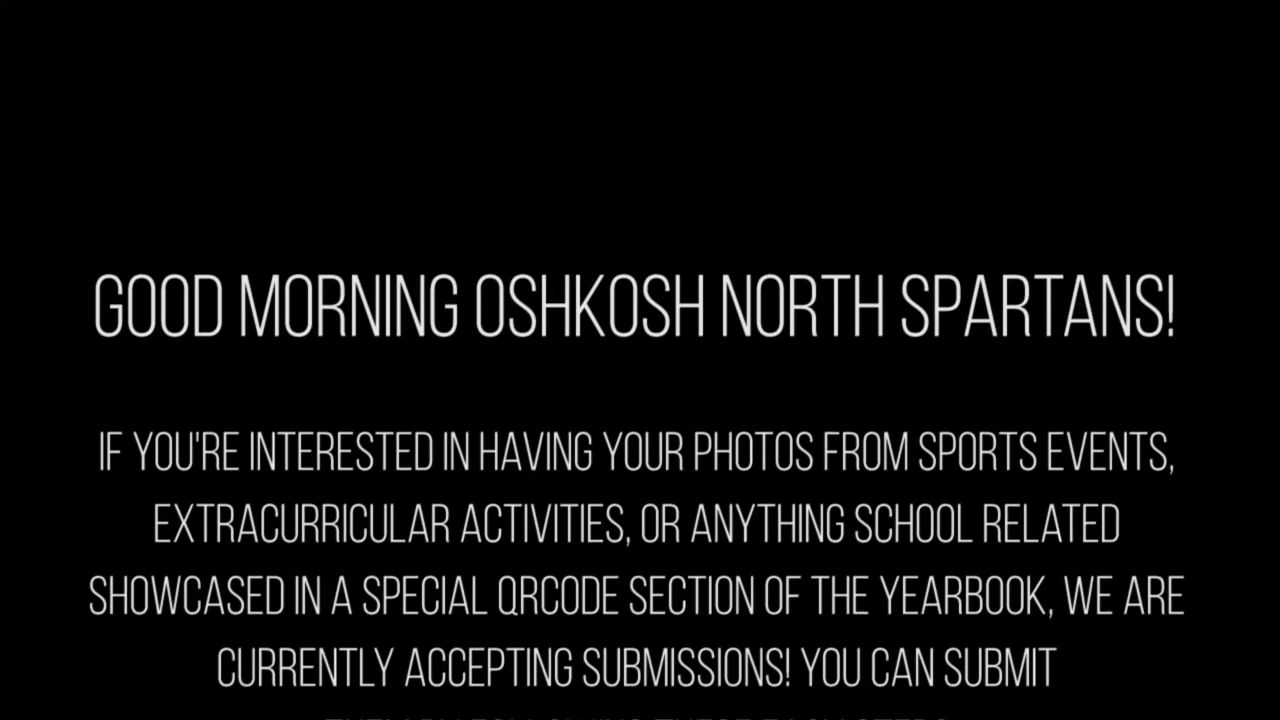 GOOD MORNING OSHKOSH NORTH SPARTANS!
IF YOU'RE INTERESTED IN HAVING YOUR PHOTOS FROM SPORTS EVENTS,
EXTRACURRICULAR ACTIVITIES, OR ANYTHING SCHOOL RELATED
SHOWCASED IN A SPECIAL QRCODE SECTION OF THE YEARBOOK, WE ARE
CURRENTLY ACCEPTING SUBMISSIONS! YOU CAN SUBMIT